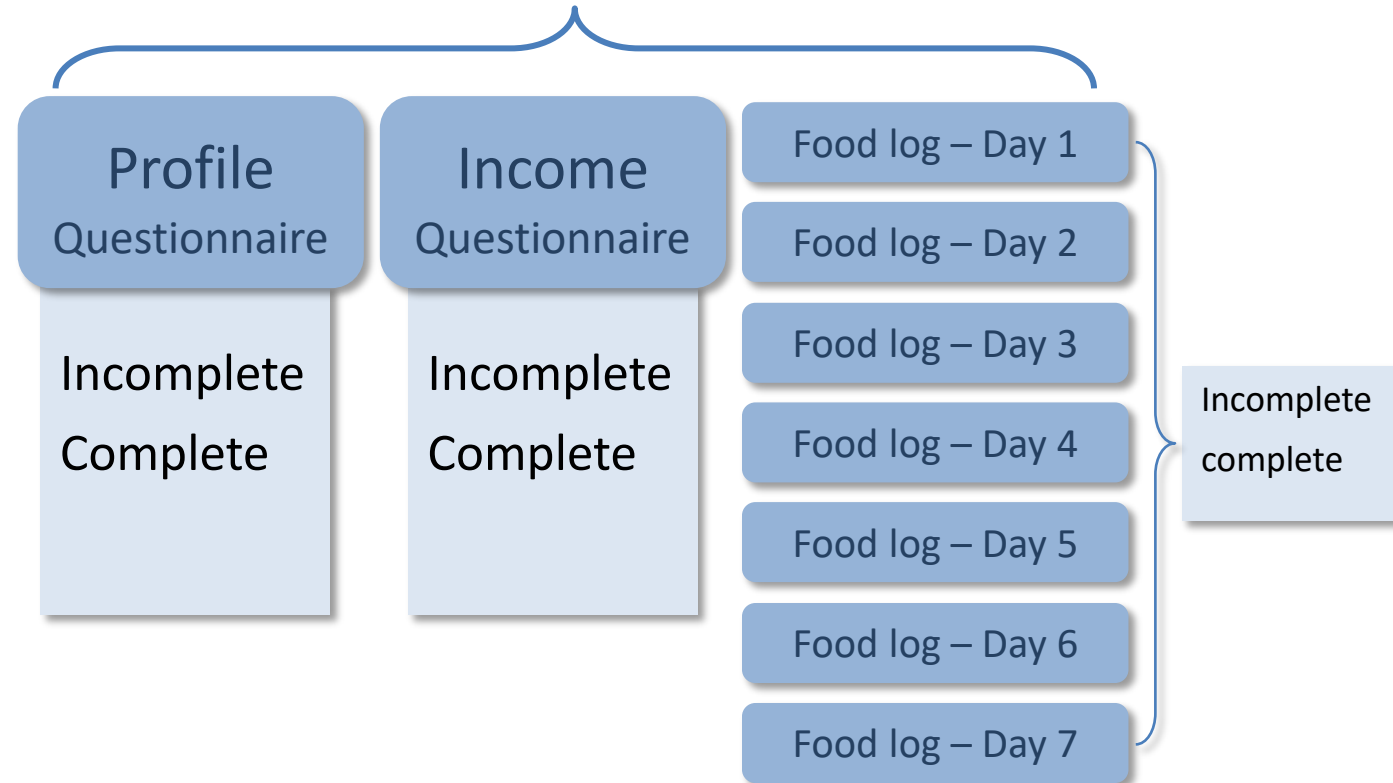 Profile
Questionnaire
Incomplete
Complete
Income
Questionnaire
Incomplete
Complete
Food log – Day 1
Food log – Day 2
Food log – Day 3
Food log – Day 4
Food log – Day 5
Food log – Day 6
Food log – Day 7
Incomplete
complete